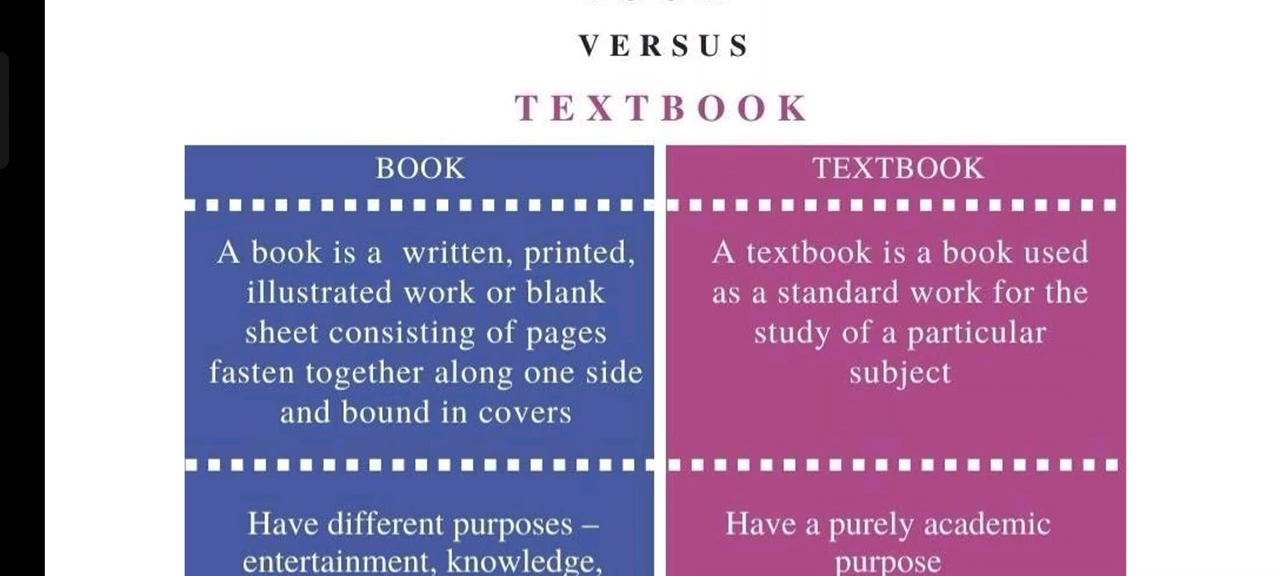 VERSUS
TEXTBOOK
BOOK
A book is a written, printed,
illustrated work or blank
sheet consisting of pages
fasten together along one side
and bound in covers
Have different purposes –
entertainment, knowledge,
TEXTBOOK
A textbook is a book used
as a standard work for the
study of a particular
subject
Have a purely academic
purpose